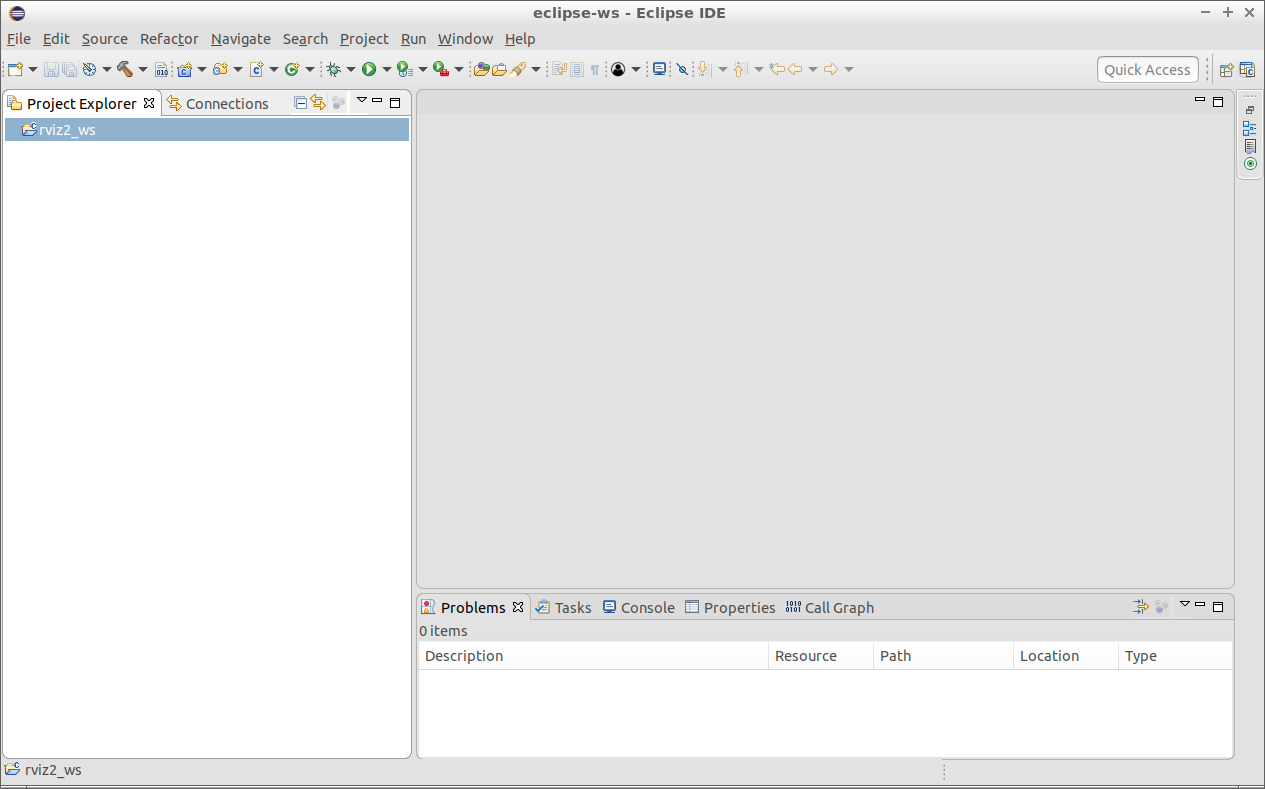 eclipse-ws - Eclipse IDE
File Edit Source Refactor Navigate Search Project Run Window Help
Quick Access
Project Explorer Connections
rviz2_ws
Problems Tasks Console Properties Call Graph
0 items
Description Resource Path Location Type
rviz2_ws